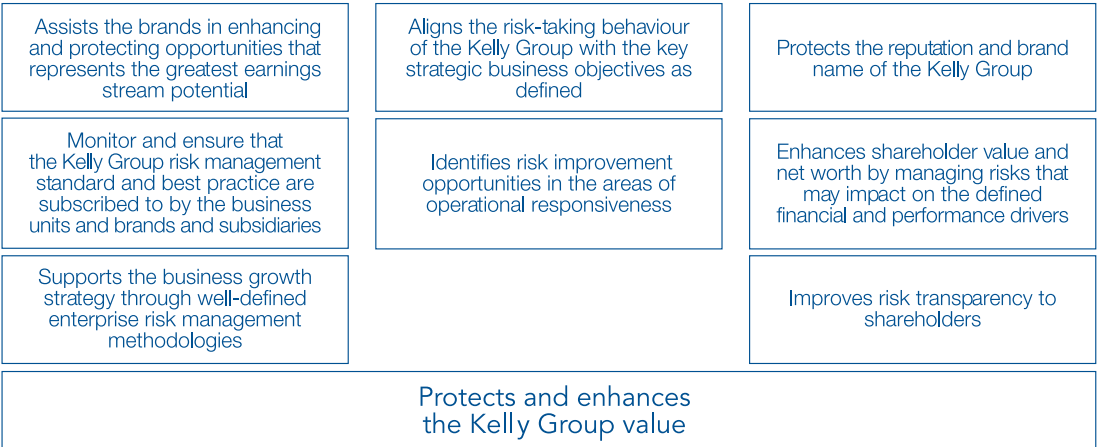 Assists the brands in enhancing
and protecting opportunities that
represents the greatest earnings
stream potential
Aligns the risk-taking behaviour
of the Kelly Group with the key
strategic business objectives as
defined
Protects the reputation and brand
name of the Kelly Group
Monitor and ensure that
the Kelly Group risk management
standard and best practice are
subscribed to by the business
units and brands and subsidiaries
Identifies risk improvement
opportunities in the areas of
operational responsiveness
Enhances shareholder value and
net worth by managing risks that
may impact on the defined
financial and performance drivers
Supports the business growth
strategy through well-defined
enterprise risk management
methodologies
Improves risk transparency to
shareholders
Protects and enhances
the Kelly Group value